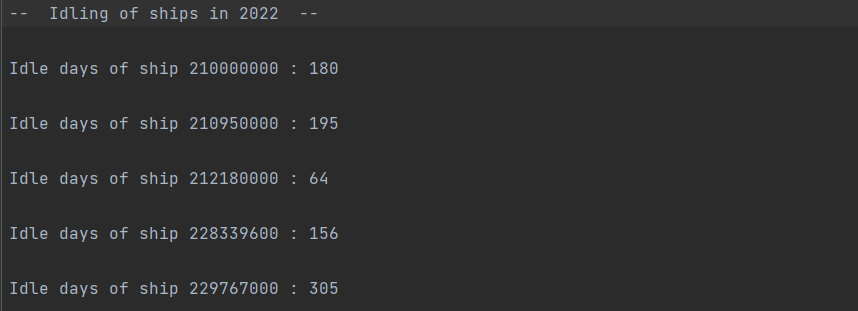 --  Idling of ships in 2022  --
Idle days of ship 210000000 : 180
Idle days of ship 210950000 : 195
Idle days of ship 212180000 : 64
Idle days of ship 228339600 : 156
Idle days of ship 229767000 : 305